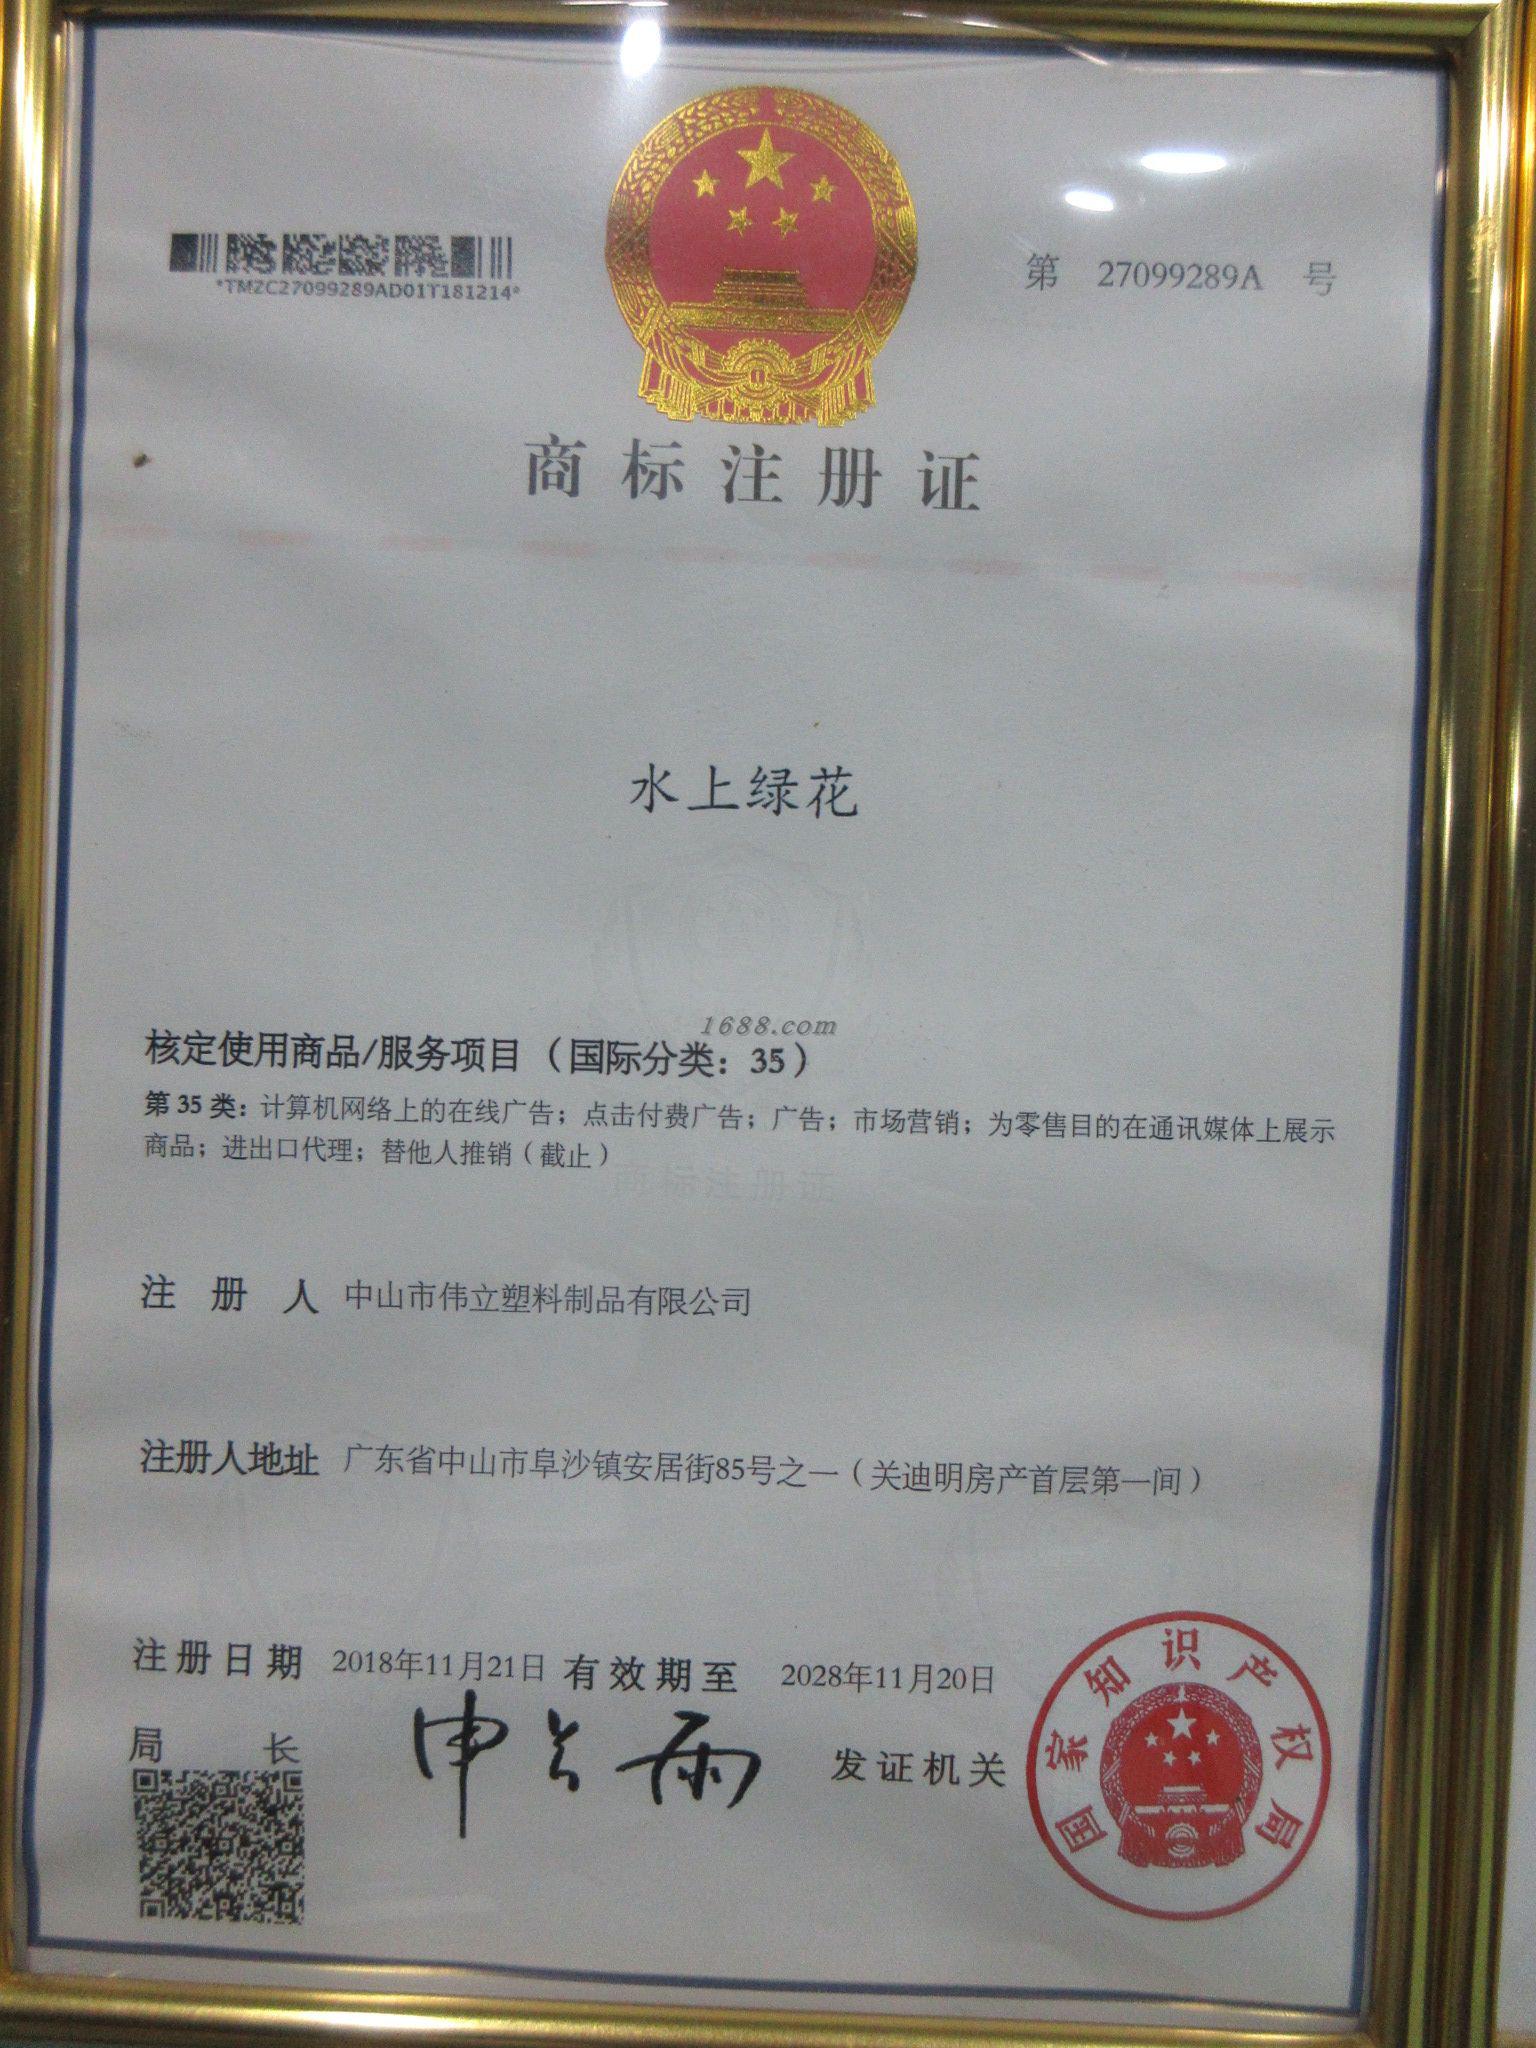 *TMZC27099289AD01T181214*
第 27099289A 号
商标注册证
水上绿花
1688.com
核定使用商品/服务项目（国际分类：35）
第 35 类：计算机网络上的在线广告；点击付费广告；广告；市场营销；为零售目的在通讯媒体上展示
商品；进出口代理；替他人推销（截止）
商标注册证
注册人 中山市伟立塑料制品有限公司
注册人地址 广东省中山市阜沙镇安居街85号之一（关迪明房产首层第一间）
注册日期 2018年11月21日 有效期至 2028年11月20日
局长 申长雨 发证机关
国家知识产权局